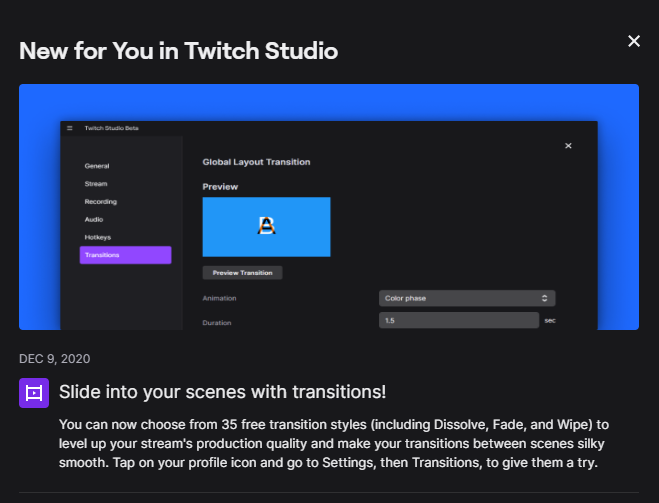 New for You in Twitch Studio
Twitch Studio Beta
General
Stream
Recording
Audio
Hotkeys
Transitions
Global Layout Transition
Preview
Preview Transition
Animation
Color phase
Duration
1.5
sec
DEC 9, 2020
Slide into your scenes with transitions!
You can now choose from 35 free transition styles (including Dissolve, Fade, and Wipe) to
level up your stream's production quality and make your transitions between scenes silky
smooth. Tap on your profile icon and go to Settings, then Transitions, to give them a try.